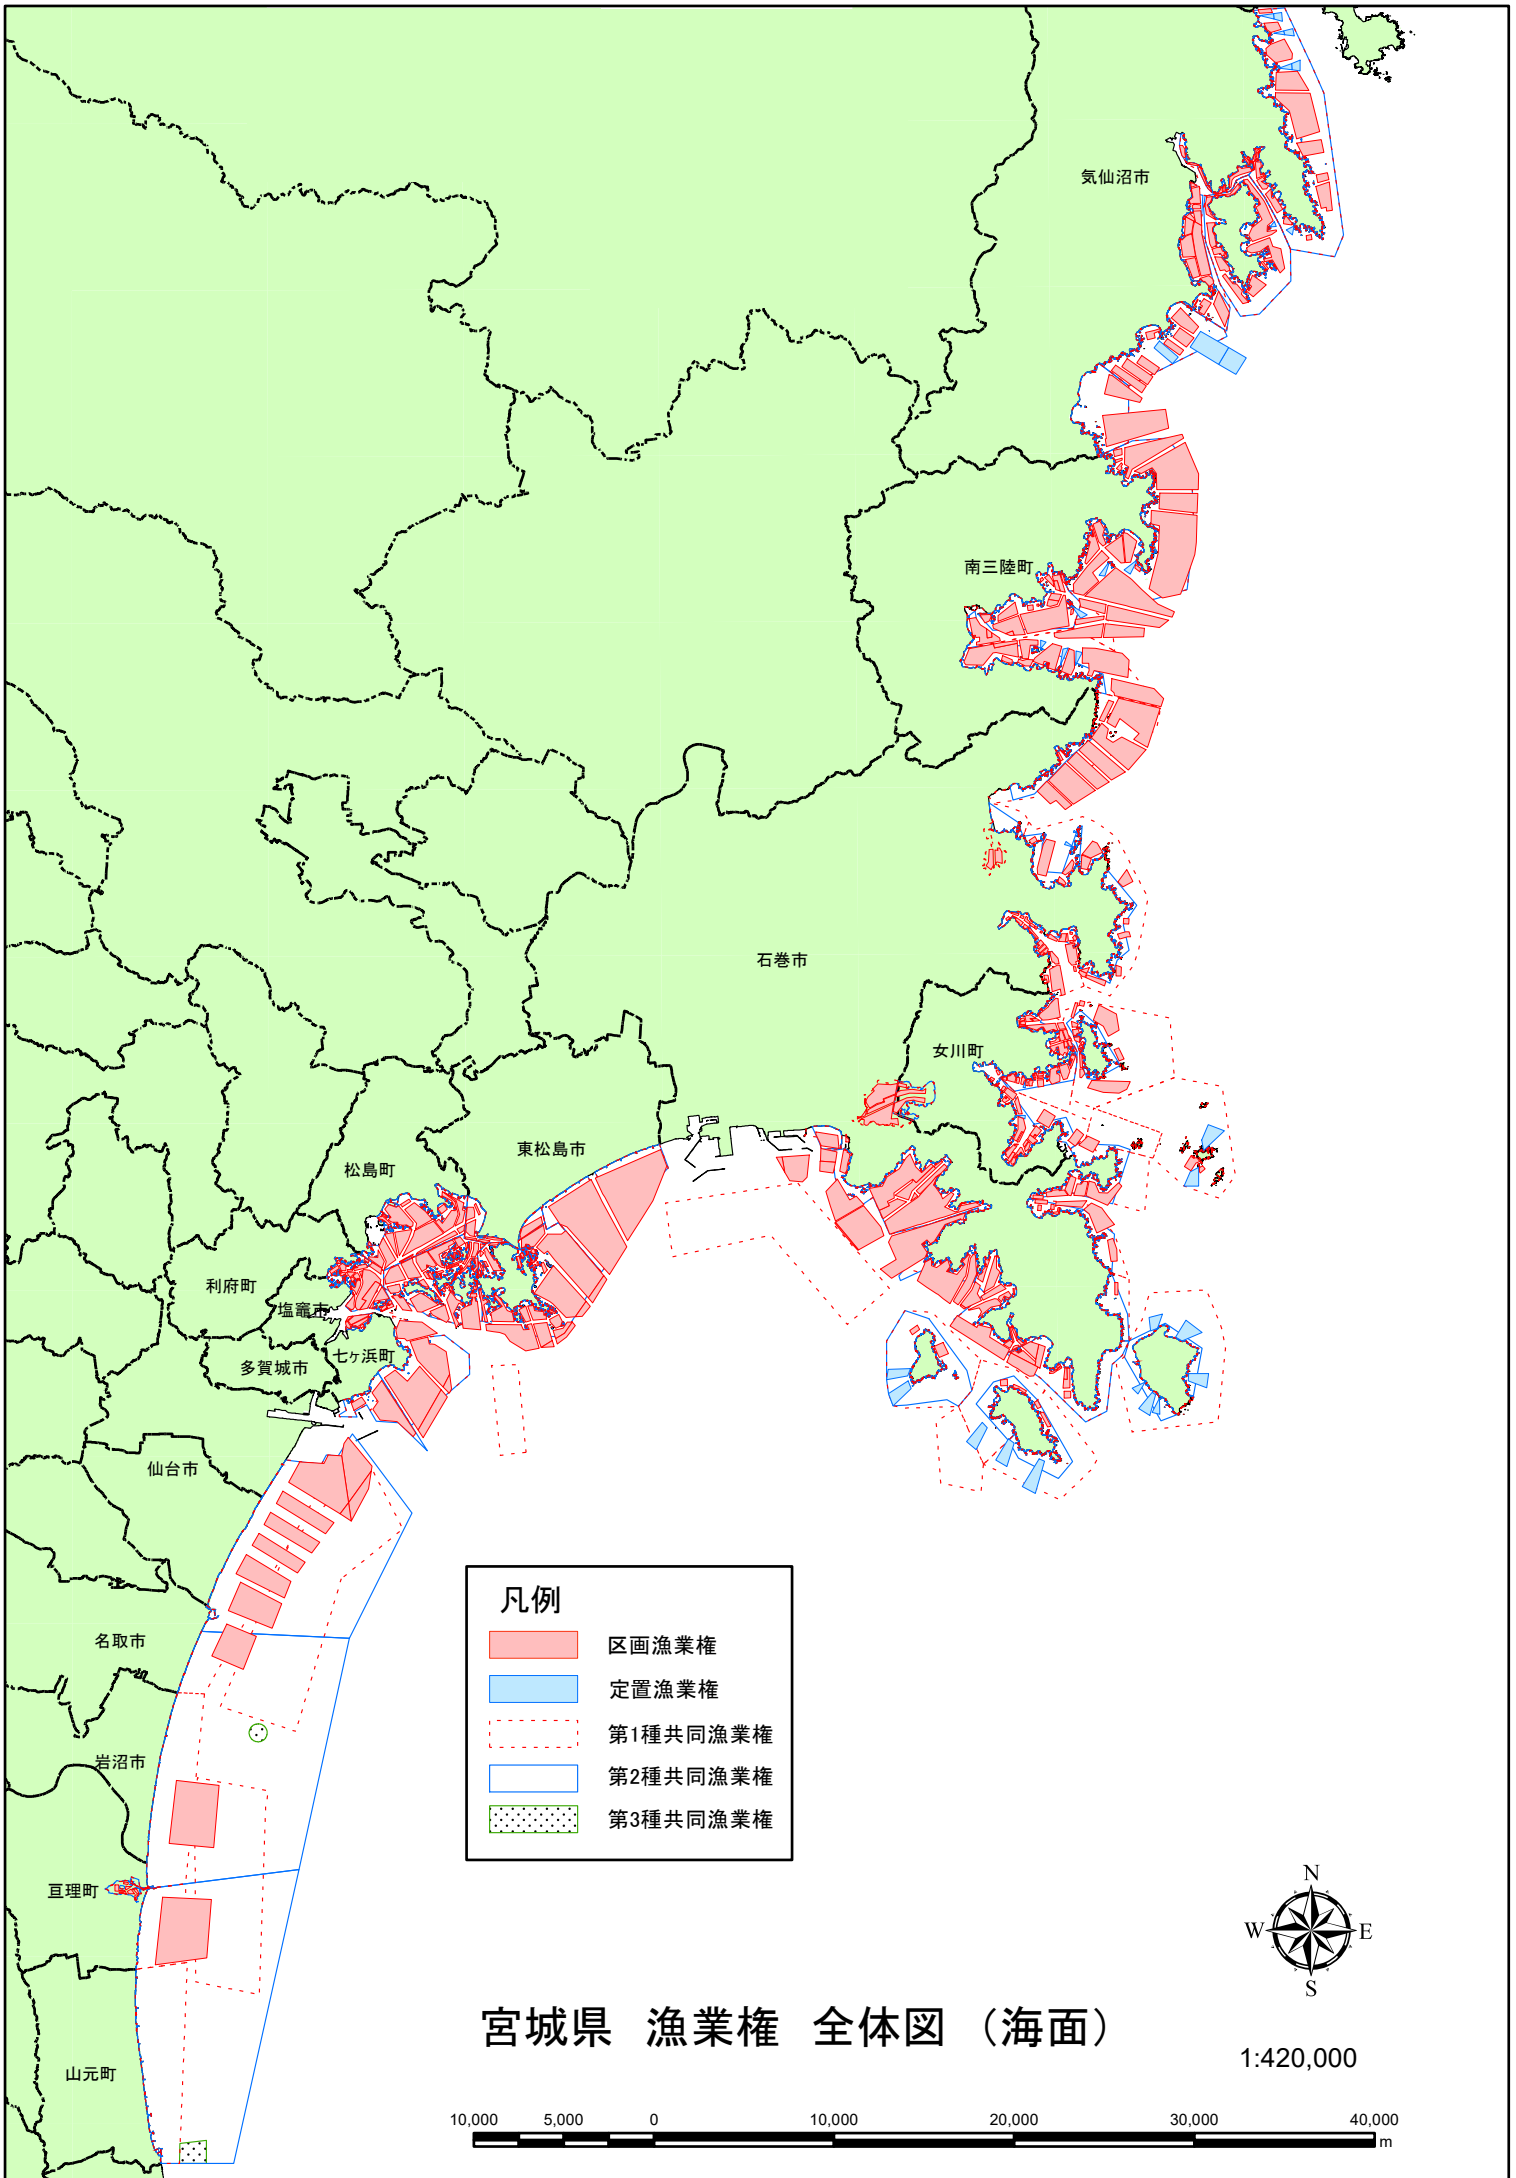 気仙沼市
南三陸町
石巻市
女川町
東松島市
松島町
利府町
塩竈市
七ヶ浜町
多賀城市
仙台市
名取市
岩沼市
亘理町
山元町
凡例
区画漁業権
定置漁業権
第1種共同漁業権
第2種共同漁業権
第3種共同漁業権
N
W E
S
宮城県 漁業権 全体図 （海面）
1:420,000
10,000 5,000 0 10,000 20,000 30,000 40,000
m